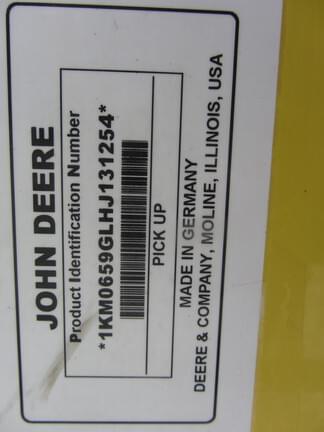 JOHN DEERE
Product Identification Number
*1KM0659GLHJ131254*
PICK UP
MADE IN GERMANY
DEERE & COMPANY, MOLINE, ILLINOIS, USA